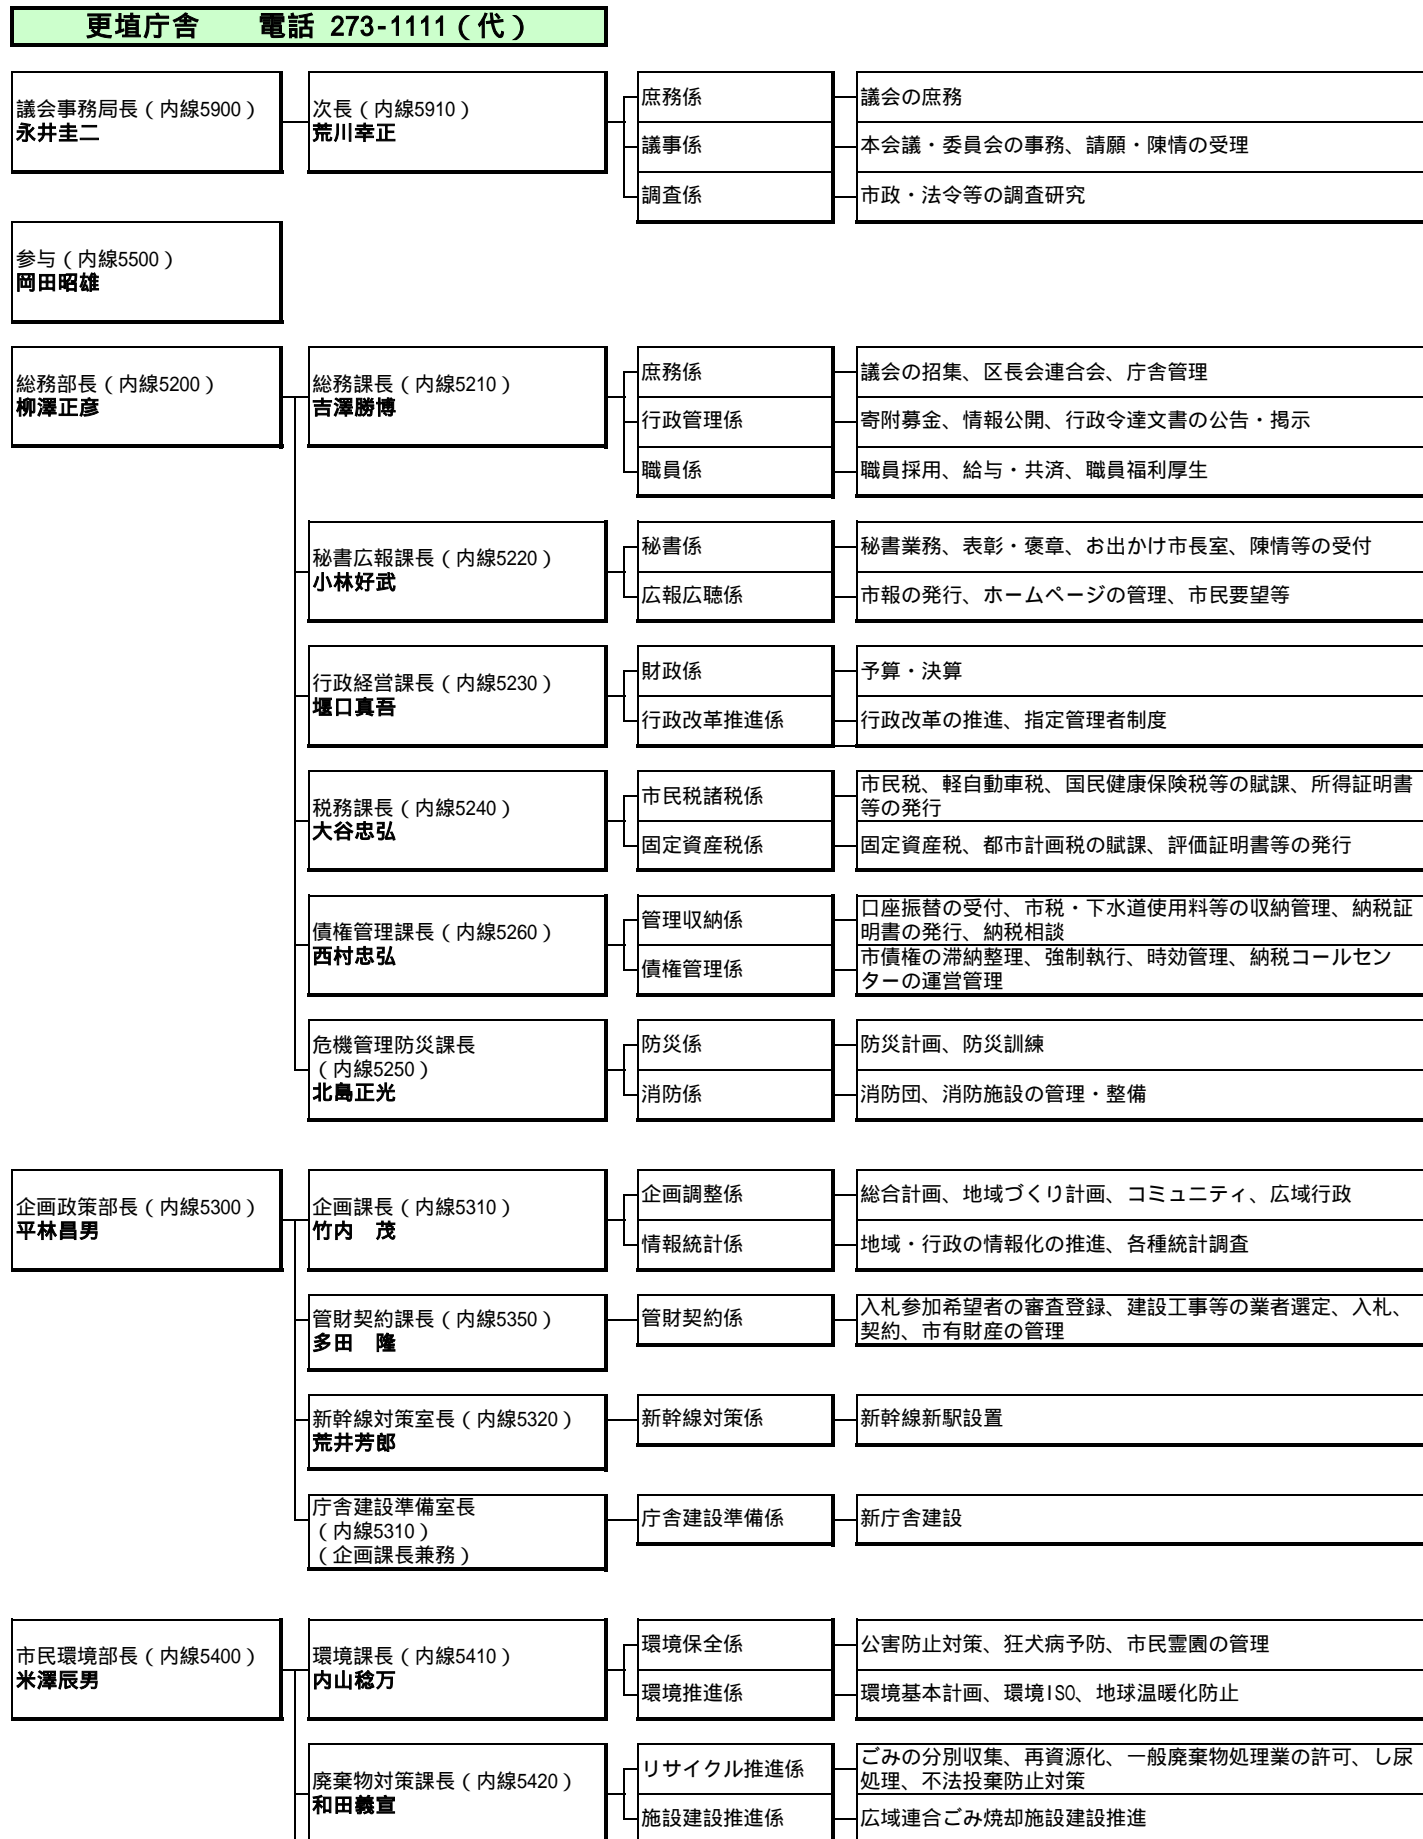 更埴庁舎　　電話 273-1111（代）
議会事務局長（内線5900）
永井圭二
次長（内線5910）
荒川幸正
庶務係
議会の庶務
議事係
本会議・委員会の事務、請願・陳情の受理
調査係
市政・法令等の調査研究
参与（内線5500）
岡田昭雄
総務部長（内線5200）
柳澤正彦
総務課長（内線5210）
吉澤勝博
庶務係
議会の招集、区長会連合会、庁舎管理
行政管理係
寄附募金、情報公開、行政令達文書の公告・掲示
職員係
職員採用、給与・共済、職員福利厚生
秘書広報課長（内線5220）
小林好武
秘書係
秘書業務、表彰・褒章、お出かけ市長室、陳情等の受付
広報広聴係
市報の発行、ホームページの管理、市民要望等
行政経営課長（内線5230）
堀口真吾
財政係
予算・決算
行政改革推進係
行政改革の推進、指定管理者制度
税務課長（内線5240）
大谷忠弘
市民税諸税係
市民税、軽自動車税、国民健康保険税等の賦課、所得証明書
等の発行
固定資産税係
固定資産税、都市計画税の賦課、評価証明書等の発行
債権管理課長（内線5260）
西村忠弘
管理収納係
口座振替の受付、市税・下水道使用料等の収納管理、納税証
明書の発行、納税相談
債権管理係
市債権の滞納整理、強制執行、時効管理、納税コールセン
ターの運営管理
危機管理防災課長
（内線5250）
北島正光
防災係
防災計画、防災訓練
消防係
消防団、消防施設の管理・整備
企画政策部長（内線5300）
平林昌男
企画課長（内線5310）
竹内　茂
企画調整係
総合計画、地域づくり計画、コミュニティ、広域行政
情報統計係
地域・行政の情報化の推進、各種統計調査
管財契約課長（内線5350）
多田　隆
管財契約係
入札参加希望者の審査登録、建設工事等の業者選定、入札、
契約、市有財産の管理
新幹線対策室長（内線5320）
荒井芳郎
新幹線対策係
新幹線新駅設置
庁舎建設準備室長
（内線5310）
（企画課長兼務）
庁舎建設準備係
新庁舎建設
市民環境部長（内線5400）
米澤辰男
環境課長（内線5410）
内山稔万
環境保全係
公害防止対策、狂犬病予防、市民霊園の管理
環境推進係
環境基本計画、環境ISO、地球温暖化防止
廃棄物対策課長（内線5420）
和田義宣
リサイクル推進係
ごみの分別収集、再資源化、一般廃棄物処理業の許可、し尿
処理、不法投棄防止対策
施設建設推進係
広域連合ごみ焼却施設建設推進